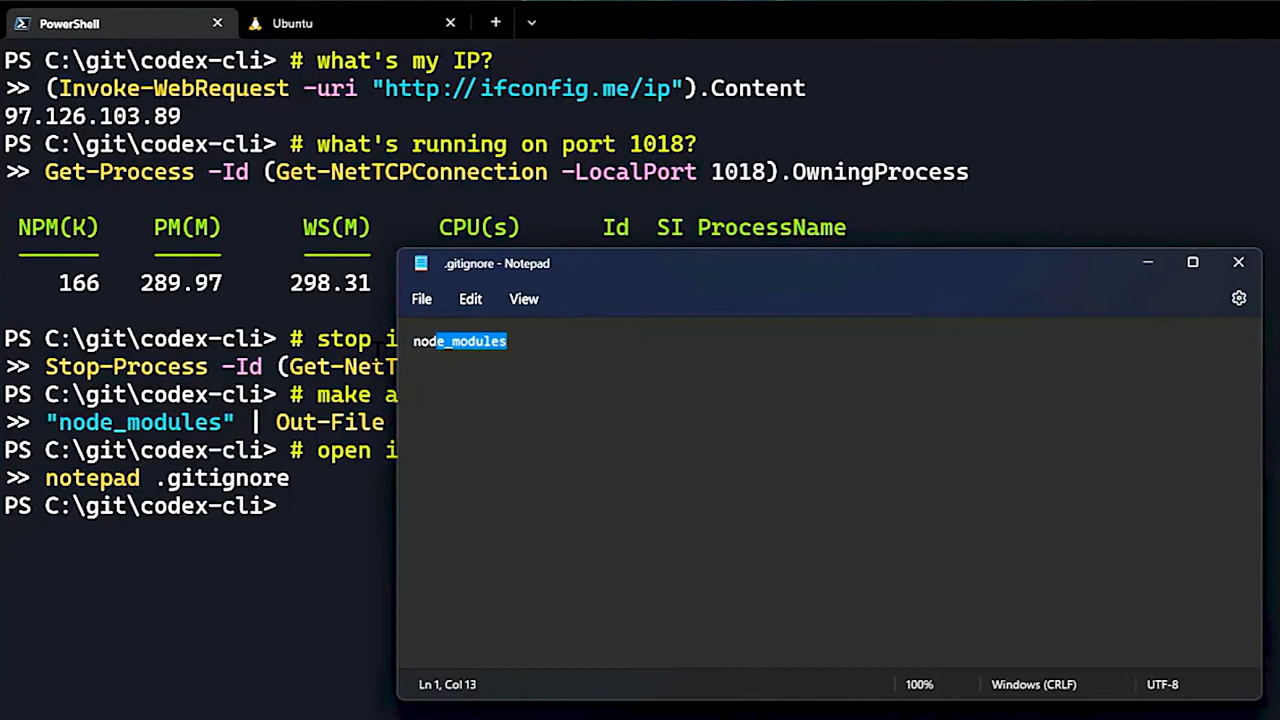 PowerShell
Ubuntu
PS C:\git\codex-cli> # what's my IP?
>> (Invoke-WebRequest -uri "http://ifconfig.me/ip").Content
97.126.103.89
PS C:\git\codex-cli> # what's running on port 1018?
>> Get-Process -Id (Get-NetTCPConnection -LocalPort 1018).OwningProcess
NPM(K) PM(M) WS(M) CPU(s) Id SI ProcessName
166 289.97 298.31
PS C:\git\codex-cli> # stop i
>> Stop-Process -Id (Get-NetT
PS C:\git\codex-cli> # make a
>> "node_modules" | Out-File
PS C:\git\codex-cli> # open i
>> notepad .gitignore
PS C:\git\codex-cli>
.gitignore - Notepad
File Edit View
node_modules
Ln 1, Col 13 100% Windows (CRLF) UTF-8